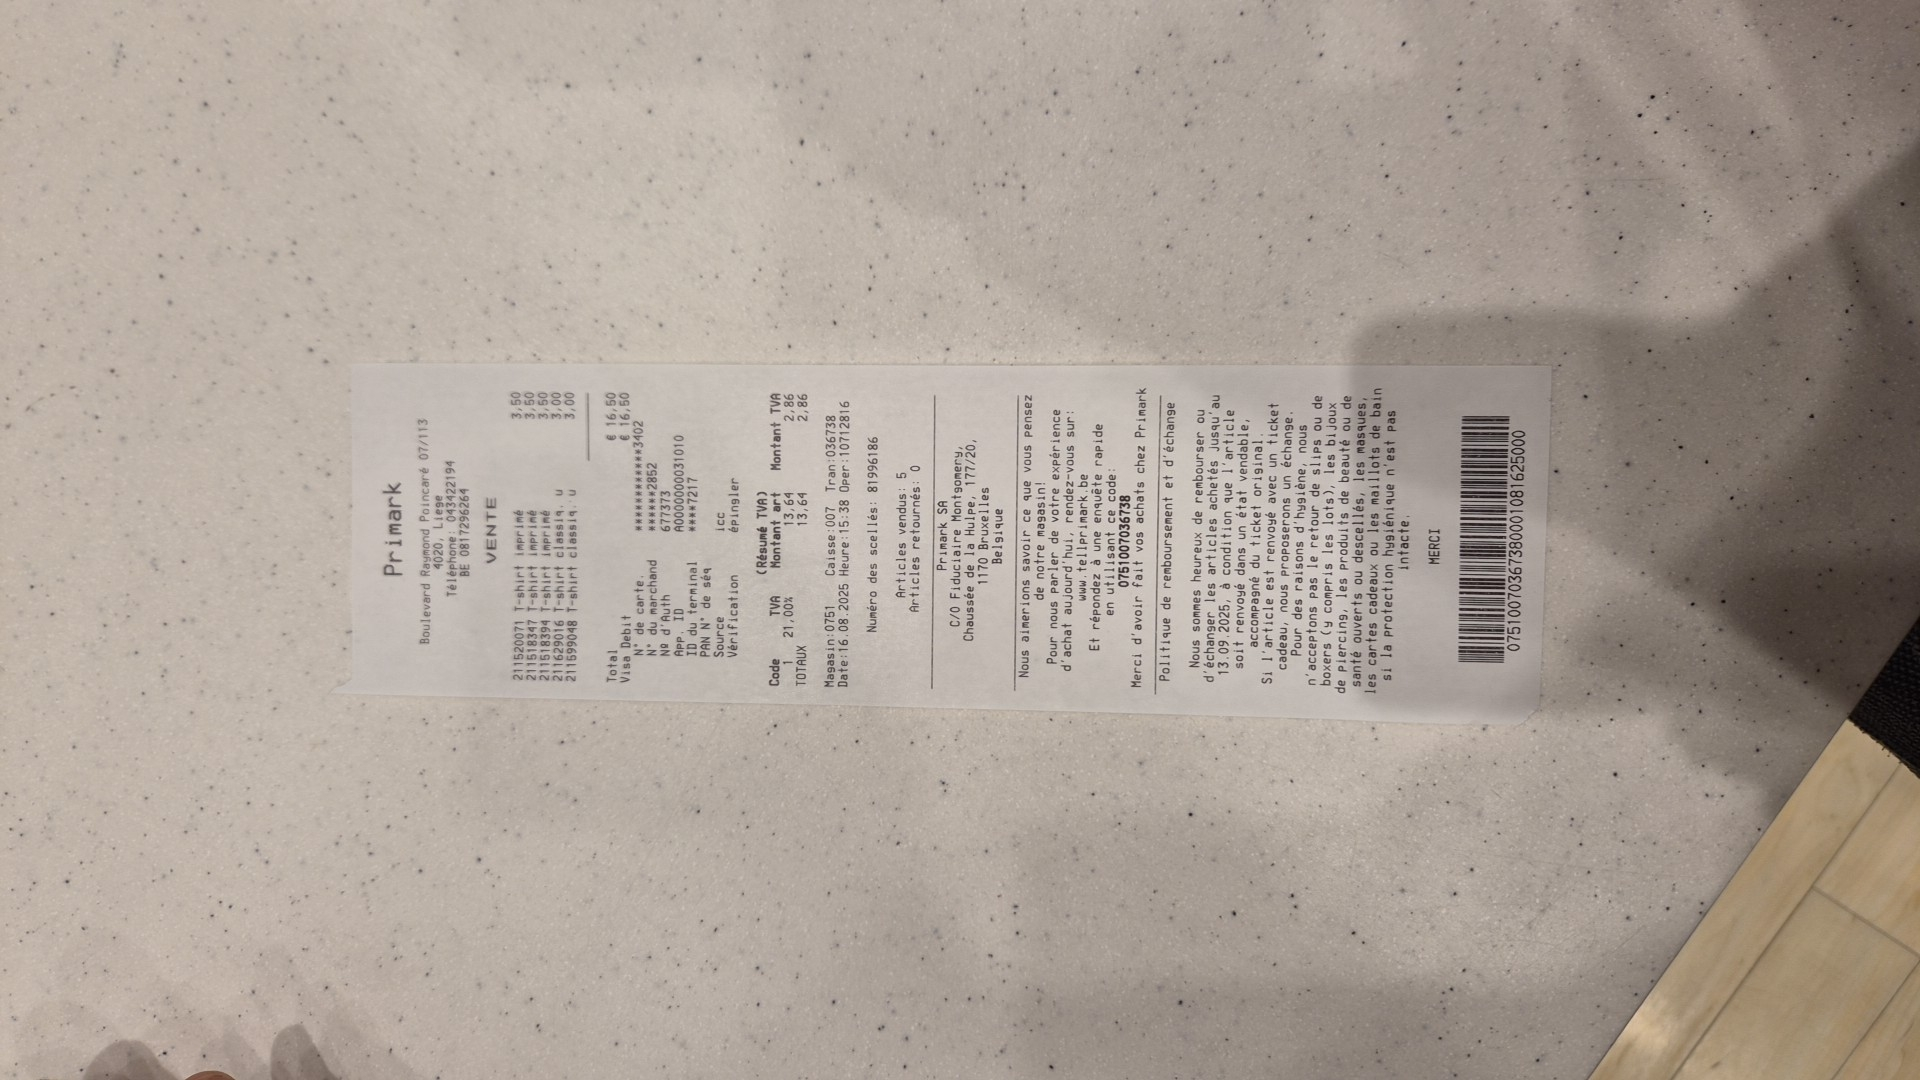 Primark
Boulevard Raymond Poincaré 07/113
4020, Liege
Téléphone: 043422194
BE 0817296264
VENTE
211520071 T-shirt imprimé 3,50
211518347 T-shirt imprimé 3,50
211518394 T-shirt imprimé 3,50
211629016 T-shirt classiq. u 3,00
211599048 T-shirt classiq. u 3,00
Total € 16,50
Visa Debit € 16,50
N° de carte. ************3402
N° du marchand ******2852
Nº d'Auth 677373
App. ID A0000000031010
ID du terminal ****7217
PAN N° de séq
Source icc
Vérification épingler
(Résumé TVA)
Code TVA Montant art Montant TVA
1 21,00% 13,64 2,86
TOTAUX 13,64 2,86
Magasin:0751 Caisse:007 Tran:036738
Date:16.08.2025 Heure:15:38 Oper:10712816
Numéro des scellés: 81996186
Articles vendus: 5
Articles retournés: 0
Primark SA
C/O Fiduciaire Montgomery,
Chaussée de la Hulpe, 177/20,
1170 Bruxelles
Belgique
Nous aimerions savoir ce que vous pensez
de notre magasin!
Pour nous parler de votre expérience
d'achat aujourd'hui, rendez-vous sur:
www.tellprimark.be
Et répondez à une enquête rapide
en utilisant ce code:
0751007036738
Merci d'avoir fait vos achats chez Primark
Politique de remboursement et d'échange
Nous sommes heureux de rembourser ou
d'échanger les articles achetés jusqu'au
13.09.2025, à condition que l'article
soit renvoyé dans un état vendable,
accompagné du ticket original.
Si l'article est renvoyé avec un ticket
cadeau, nous proposerons un échange.
Pour des raisons d'hygiène, nous
n'acceptons pas le retour de slips ou de
boxers (y compris les lots), les bijoux
de piercing, les produits de beauté ou de
santé ouverts ou descellés, les masques,
les cartes cadeaux ou les maillots de bain
si la protection hygiénique n'est pas
intacte.
MERCI
07510070367380001081625000